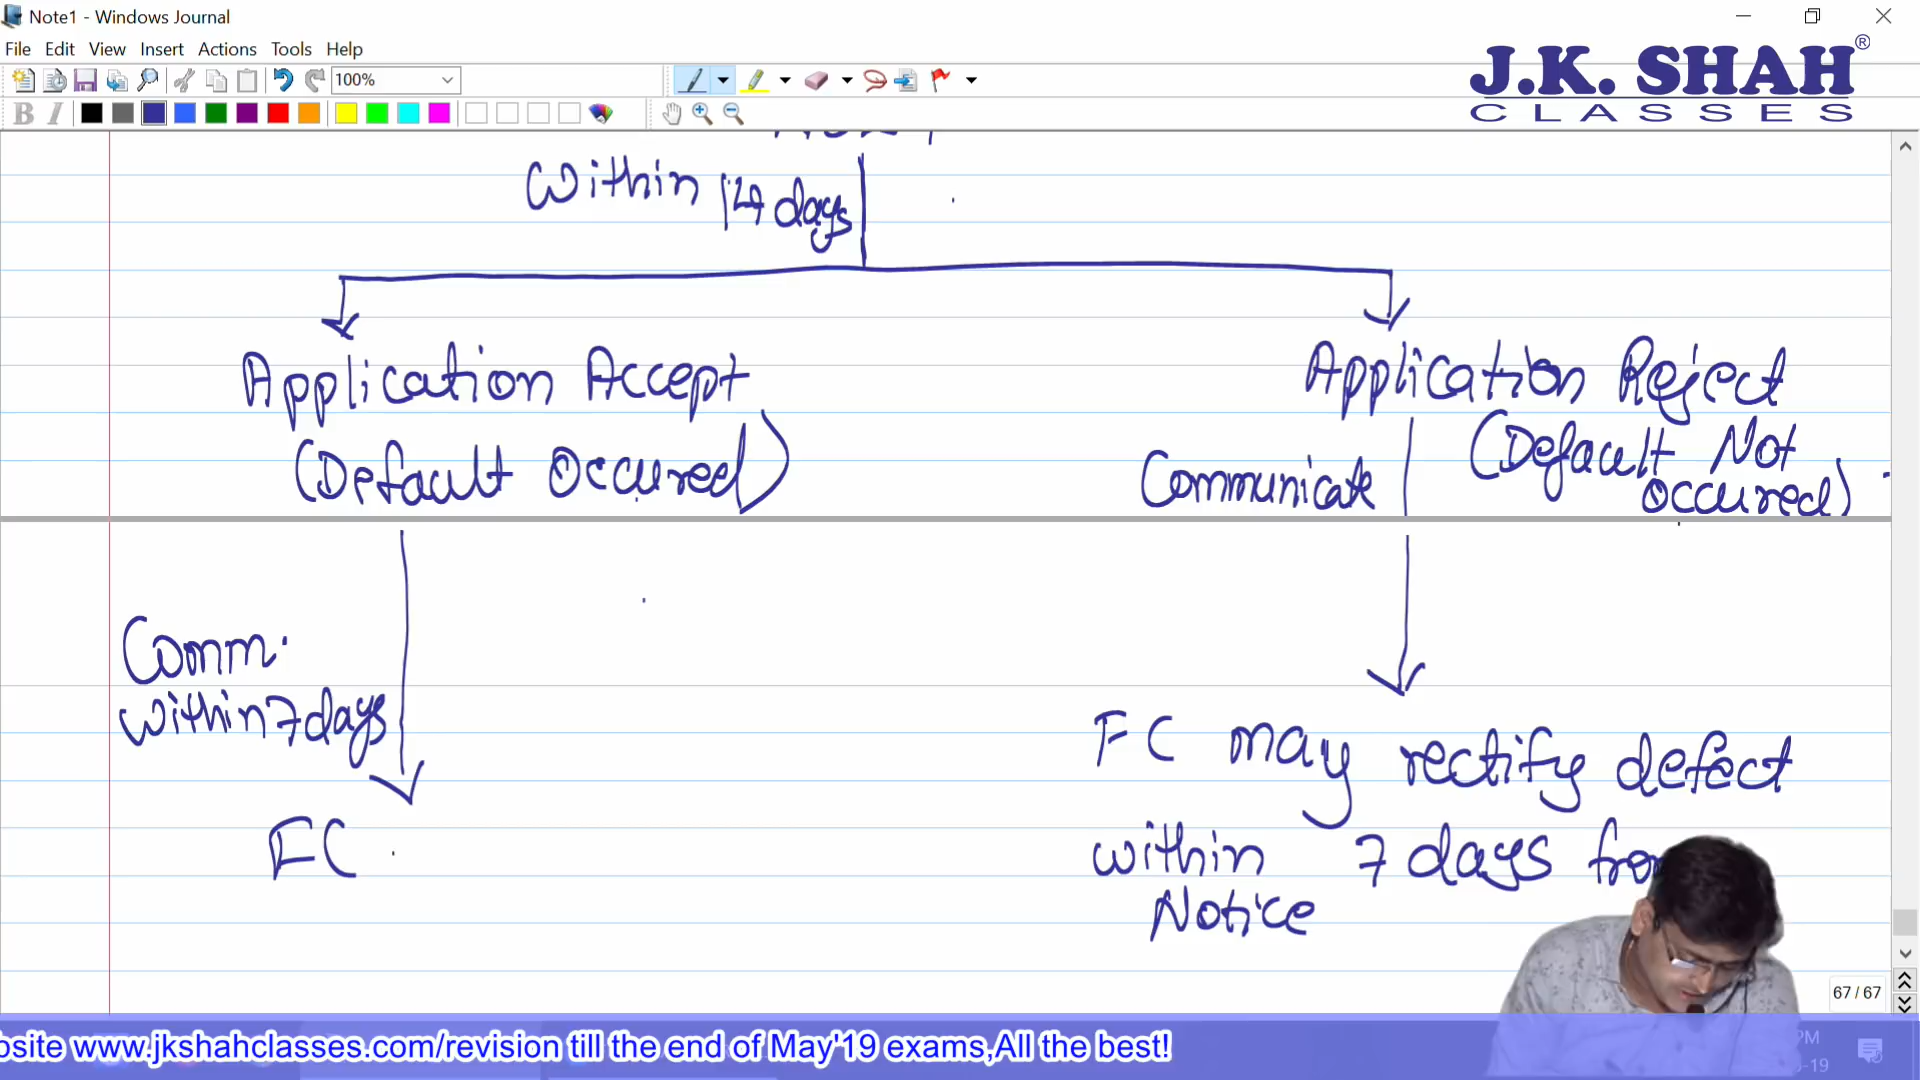 Note1 - Windows Journal
File Edit View Insert Actions Tools Help
100%
J.K. SHAH®
CLASSES
Within 14 days
Application Accept
(Default Occured)
Application Reject
(Default Not
Occured)
Communicate
Comm.
within 7 days
FC
FC may rectify defect
within 7 days
Notice
67 / 67
www.jkshahclasses.com/revision till the end of May'19 exams,All the best!